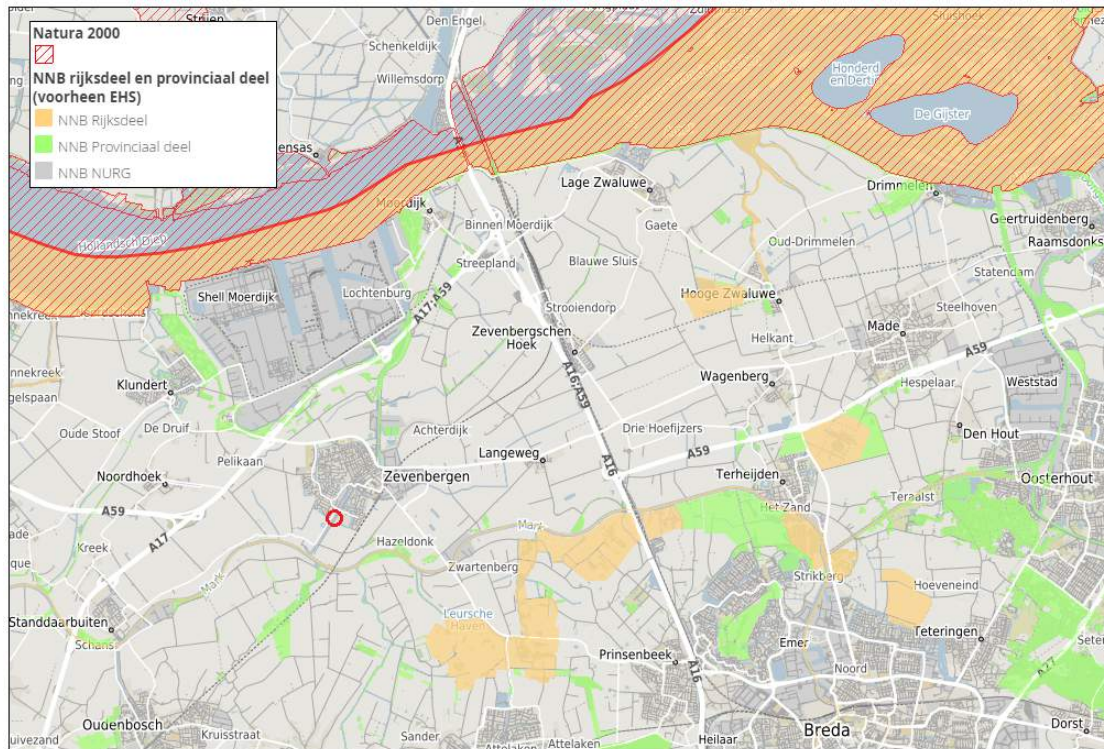 Natura 2000
NNB rijksdeel en provinciaal deel
(voorheen EHS)
NNB Rijksdeel
NNB Provinciaal deel
NNB NURG
Den Engel
Schenkeldijk
Willemsdorp
Honderd
en Dertig
De Gijster
Lage Zwaluwe
Drimmelen
Geertruidenberg
Raamsdonks
Moerdijk
Binnen Moerdijk
Gaete
Oud-Drimmelen
Hollandsch Diep
Streepland
Blauwe Sluis
Statendam
Shell Moerdijk
Lochtenburg
A17;A59
Hooge Zwaluwe
Strooiendorp
Steelhoven
Zevenbergschen
Hoek
Helkant
Made
A59
Klundert
A16;A59
Wagenberg
Hespelaar
Weststad
Oude Stoof
De Druif
Achterdijk
Drie Hoefijzers
Den Hout
Pelikaan
Langeweg
A59
Noordhoek
Zevenbergen
A16
Terheijden
Oosterhout
Teraalst
Het Zand
A59
A17
Mark
Kreek
Hazeldonk
Zwartenberg
Mark
Strikberg
Hoeveneind
Leursche
Haven
Standdaarbuiten
Schans
Teteringen
Emer
Prinsenbeek
Noord
A16
A27
Oudenbosch
Kruisstraat
Sander
Attelaken
Attelaken
Heilaar
Breda
Dorst